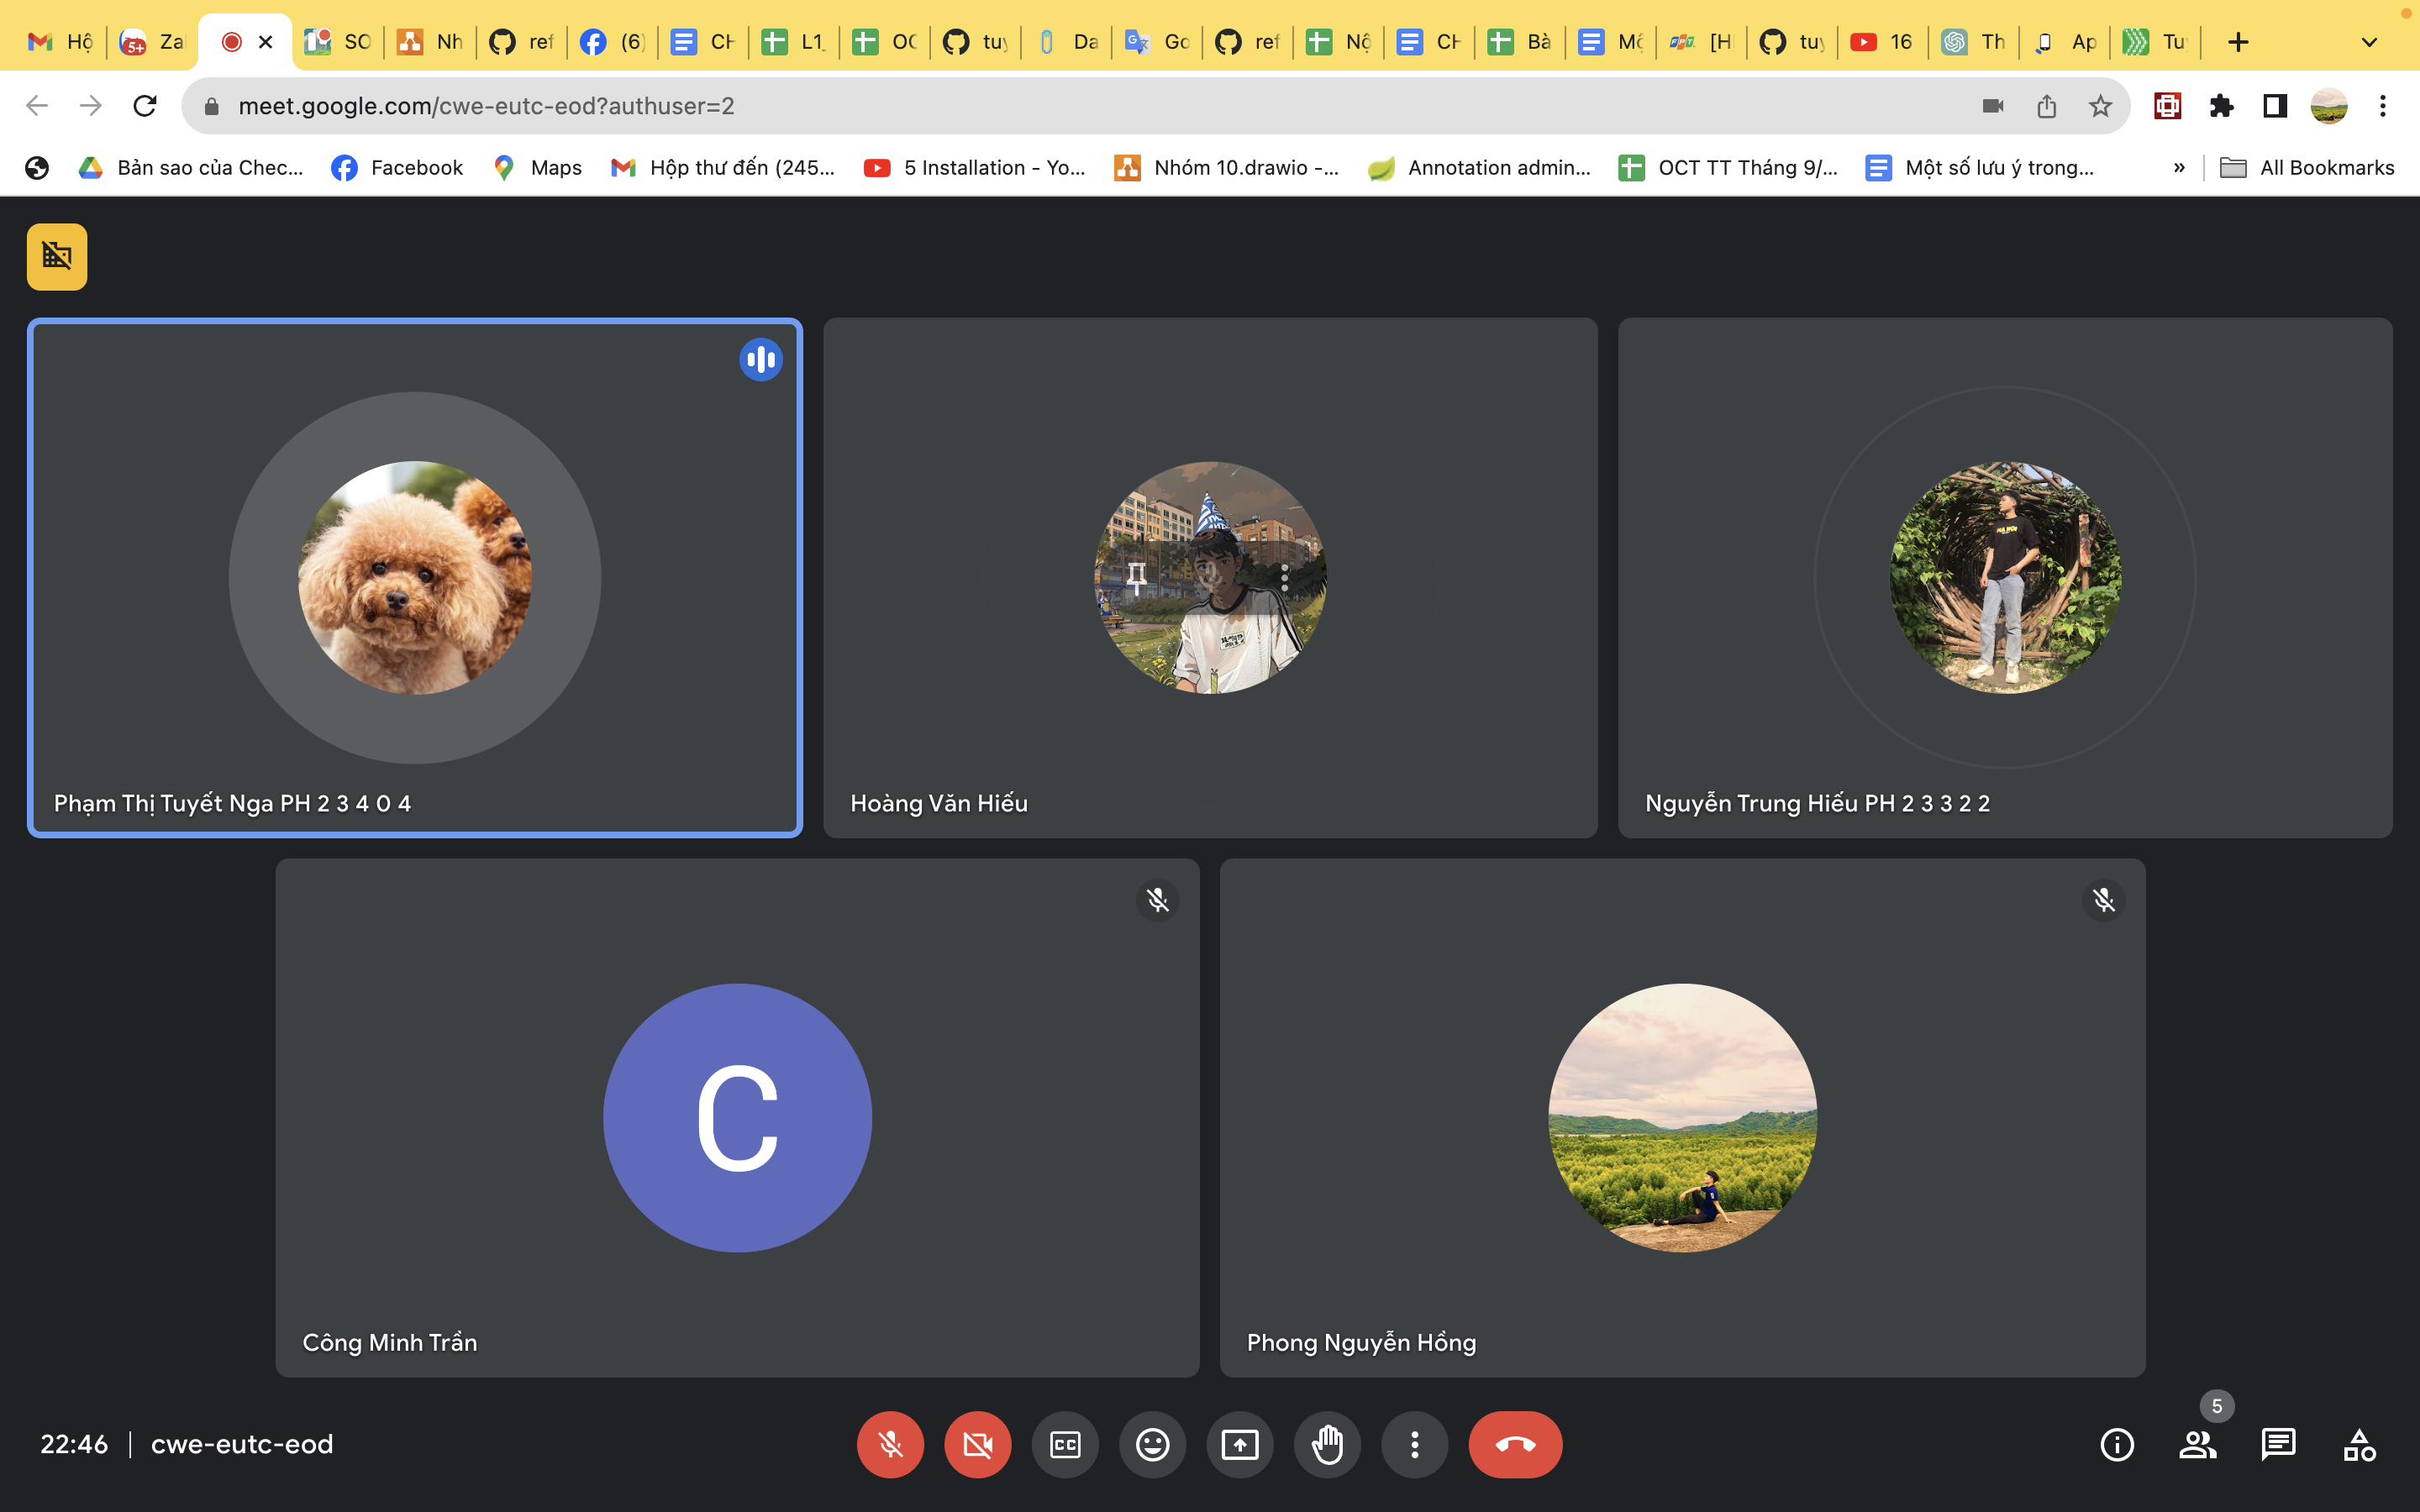 Hộ Za SO Nh ref (6) CH L1_ OC tuy Da Go ref Nộ CH Bà Mộ [H tuy 16 Th Ap Tu
meet.google.com/cwe-eutc-eod?authuser=2
Bản sao của Chec... Facebook Maps Hộp thư đến (245... 5 Installation - Yo... Nhóm 10.drawio -... Annotation admin... OCT TT Tháng 9/... Một số lưu ý trong... » All Bookmarks
Phạm Thị Tuyết Nga PH 2 3 4 0 4
Hoàng Văn Hiếu
Nguyễn Trung Hiếu PH 2 3 3 2 2
C
Công Minh Trần
Phong Nguyễn Hồng
22:46 | cwe-eutc-eod
5